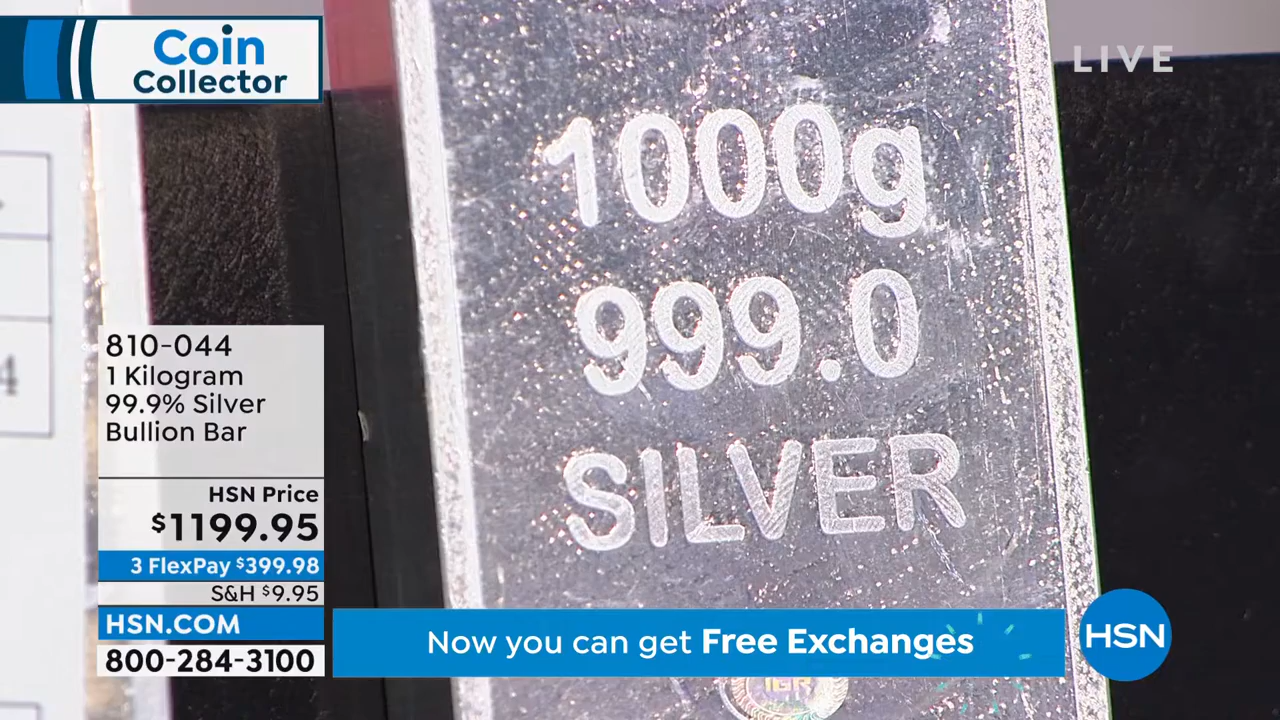 Coin
Collector
LIVE
1000g
999.0
SILVER
4
810-044
1 Kilogram
99.9% Silver
Bullion Bar
HSN Price
$1199.95
3 FlexPay $399.98
S&H $9.95
HSN.COM
800-284-3100
Now you can get Free Exchanges
HSN
IGR